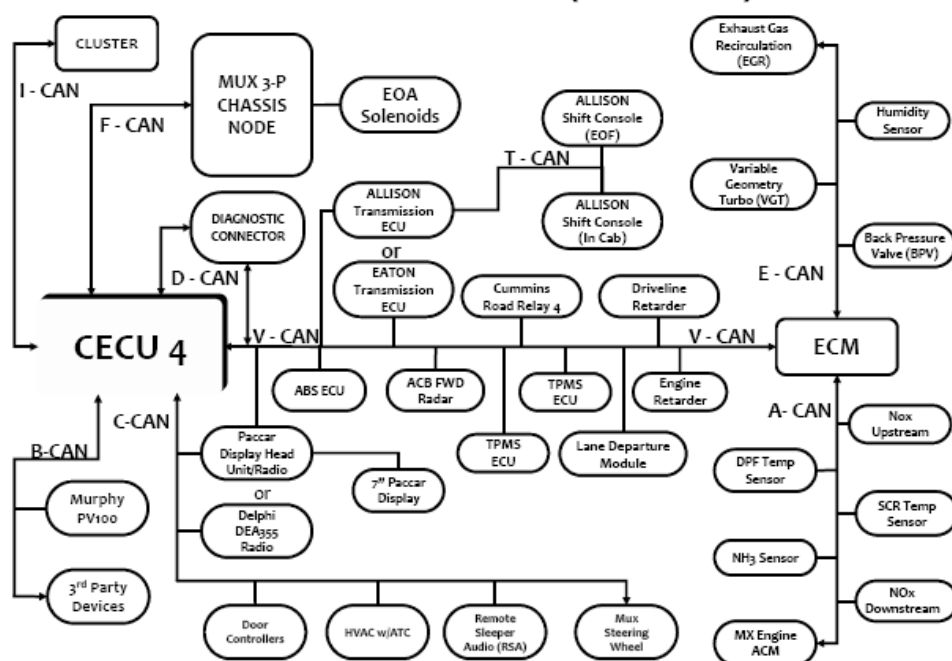 CLUSTER
I - CAN
F - CAN
MUX 3-P
CHASSIS
NODE
EOA
Solenoids
DIAGNOSTIC
CONNECTOR
D - CAN
ALLISON
Transmission
ECU
or
EATON
Transmission
ECU
T - CAN
ALLISON
Shift Console
(EOF)
ALLISON
Shift Console
(In Cab)
Exhaust Gas
Recirculation
(EGR)
Humidity
Sensor
Variable
Geometry
Turbo (VGT)
Back Pressure
Valve (BPV)
E - CAN
Cummins
Road Relay 4
Driveline
Retarder
CECU 4
V - CAN
V - CAN
ECM
ABS ECU
ACB FWD
Radar
TPMS
ECU
Engine
Retarder
TPMS
ECU
Lane Departure
Module
A- CAN
Nox
Upstream
DPF Temp
Sensor
SCR Temp
Sensor
NH3 Sensor
NOx
Downstream
MX Engine
ACM
B-CAN
C-CAN
Paccar
Display Head
Unit/Radio
or
Delphi
DEA355
Radio
7" Paccar
Display
Murphy
PV100
3rd Party
Devices
Door
Controllers
HVAC w/ATC
Remote
Sleeper
Audio (RSA)
Mux
Steering
Wheel